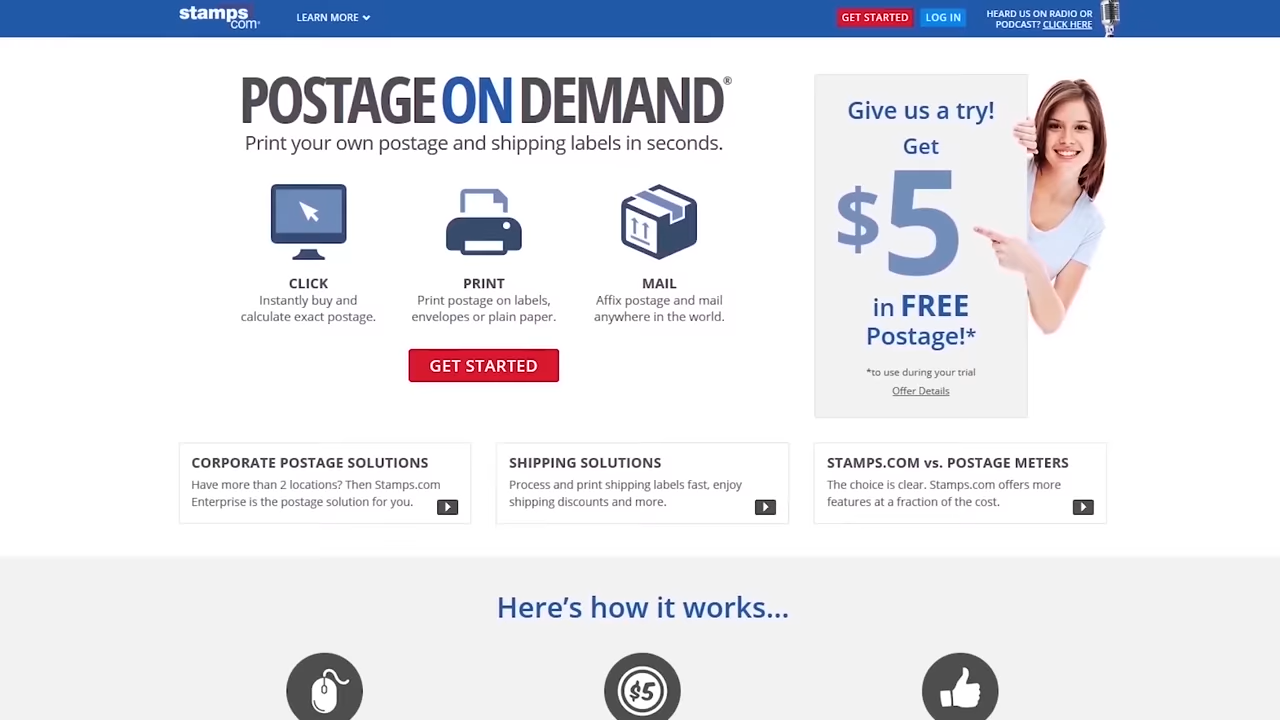 stamps
.com®
LEARN MORE
GET STARTED
LOG IN
HEARD US ON RADIO OR
PODCAST? CLICK HERE
POSTAGE ON DEMAND®
Print your own postage and shipping labels in seconds.
CLICK
Instantly buy and
calculate exact postage.
PRINT
Print postage on labels,
envelopes or plain paper.
MAIL
Affix postage and mail
anywhere in the world.
GET STARTED
Give us a try!
Get
$5
in FREE
Postage!*
*to use during your trial
Offer Details
CORPORATE POSTAGE SOLUTIONS
Have more than 2 locations? Then Stamps.com
Enterprise is the postage solution for you.
SHIPPING SOLUTIONS
Process and print shipping labels fast, enjoy
shipping discounts and more.
STAMPS.COM vs. POSTAGE METERS
The choice is clear. Stamps.com offers more
features at a fraction of the cost.
Here's how it works...
$5